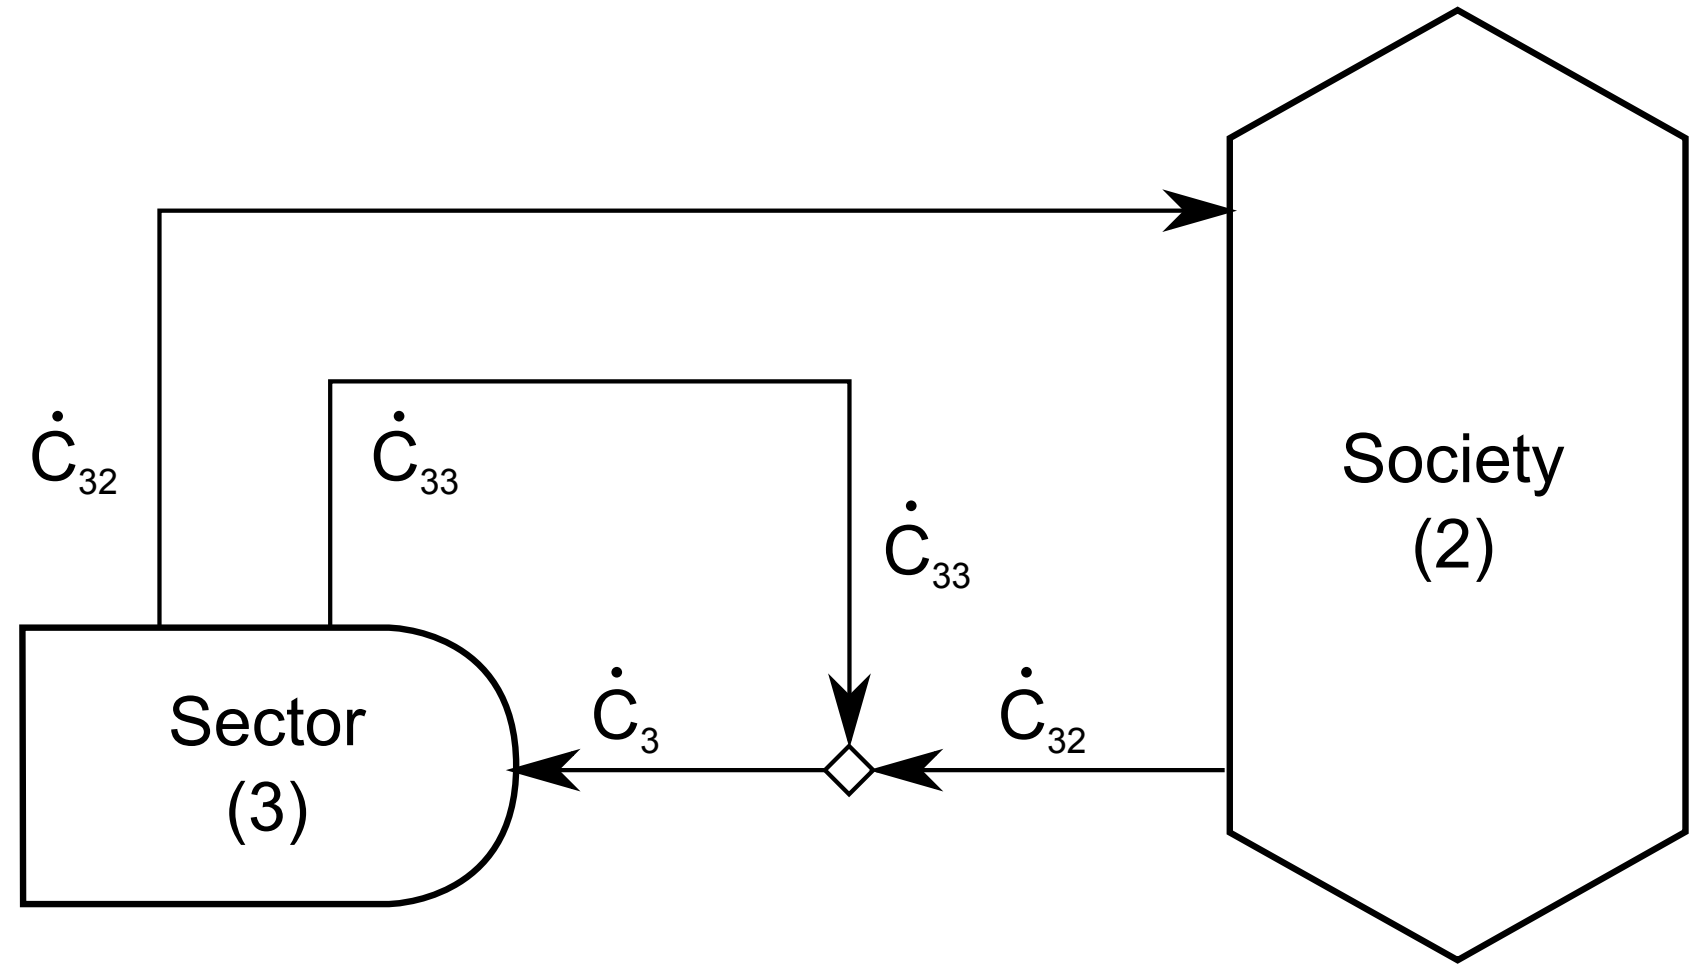 Ċ₃₂
Ċ₃₃
Society
(2)
Ċ₃₃
Sector
(3)
Ċ₃
Ċ₃₂